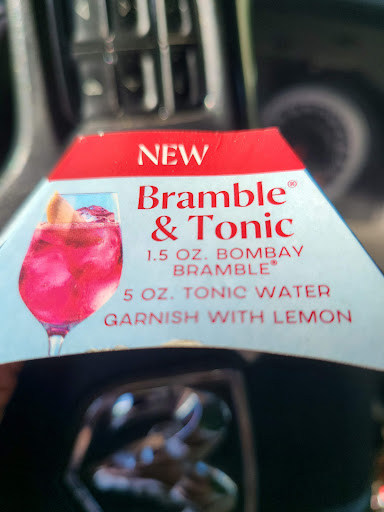 NEW
Bramble®
& Tonic
1.5 OZ. BOMBAY
BRAMBLE®
5 OZ. TONIC WATER
GARNISH WITH LEMON